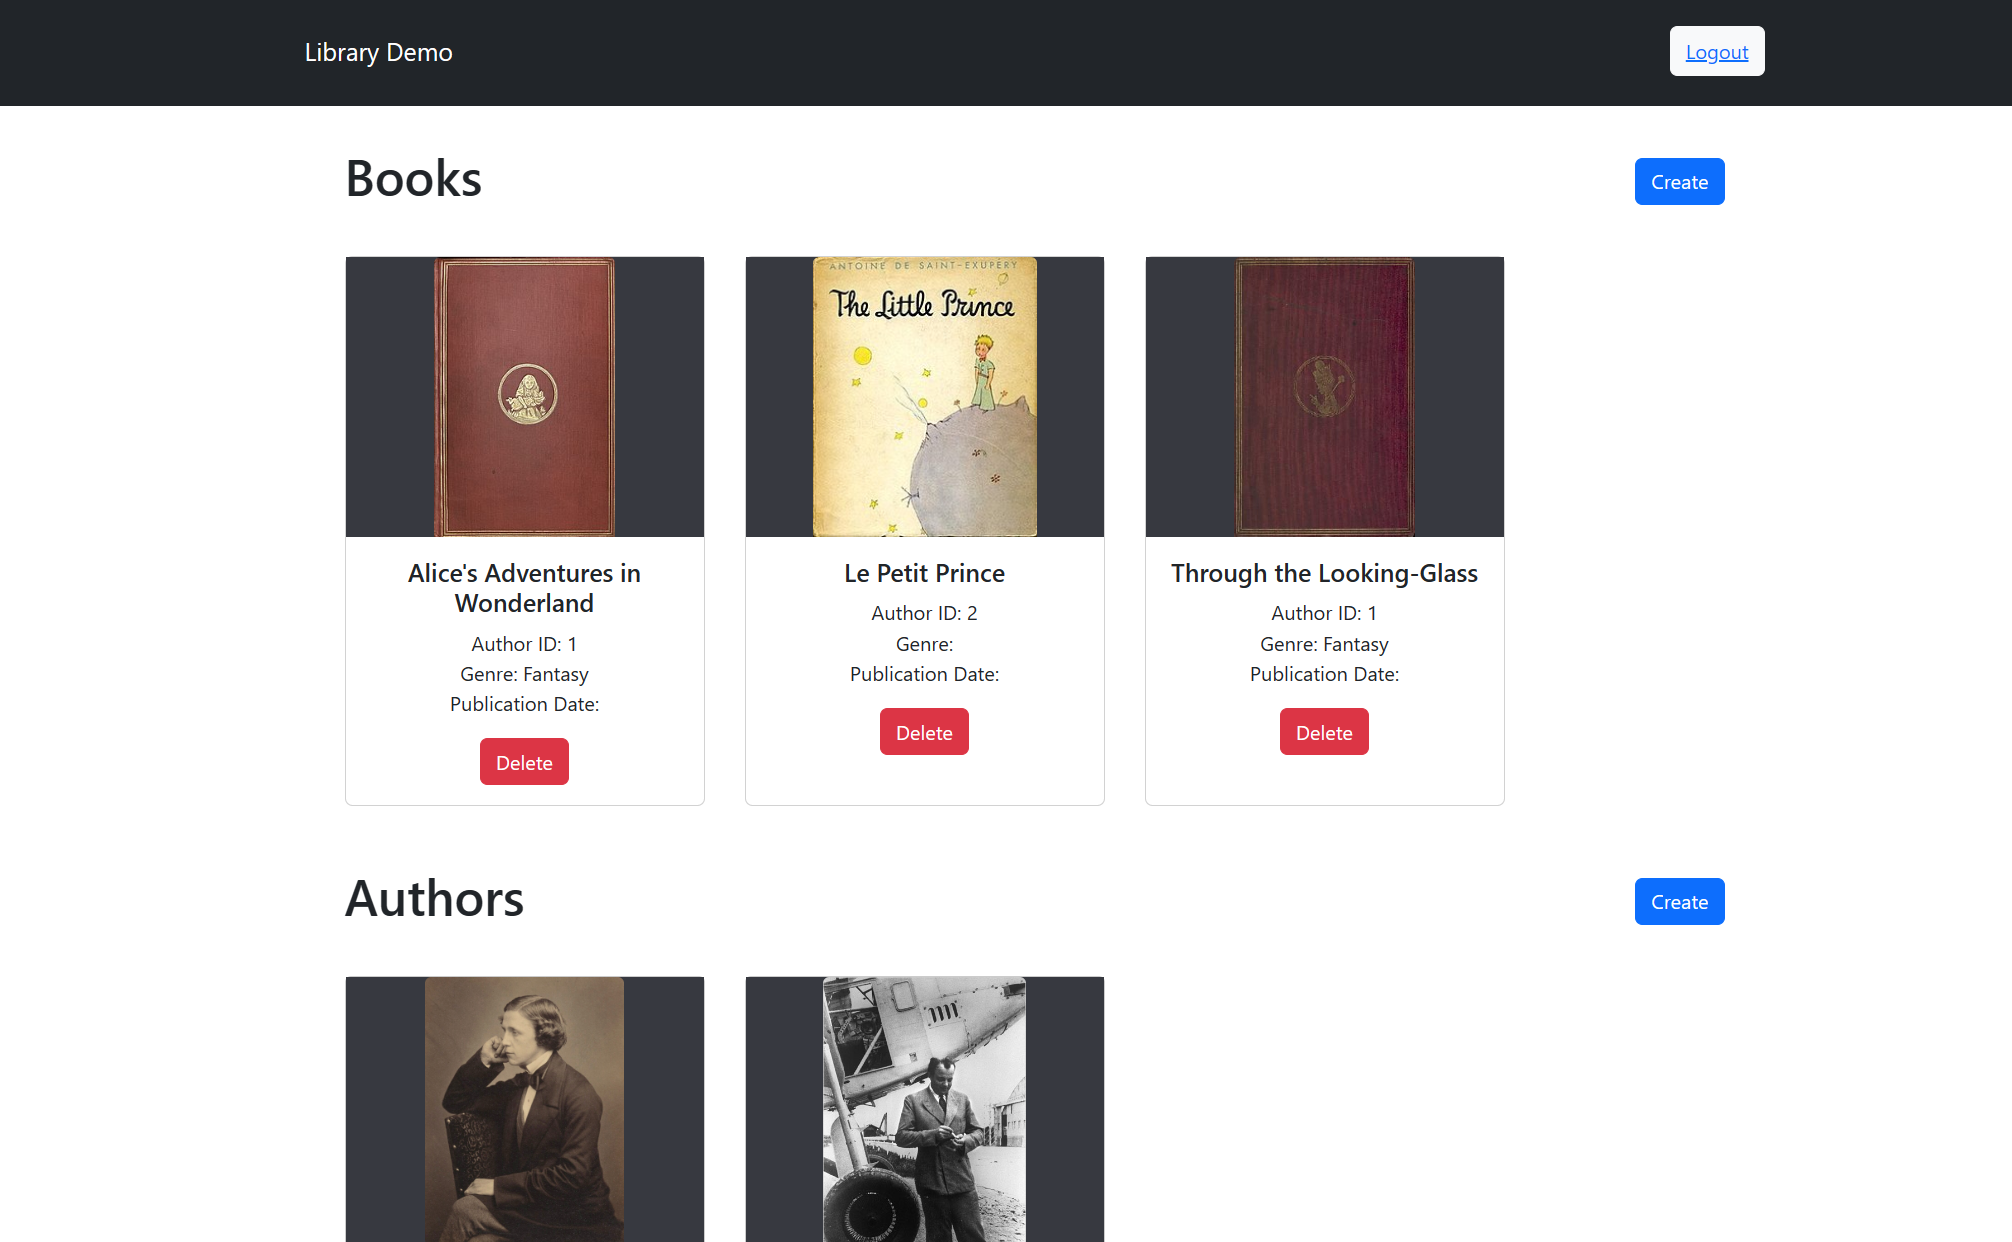 Library Demo
Logout
Books
Create
ANTOINE DE SAINT-EXUPÉRY
The Little Prince
Alice's Adventures in
Wonderland
Author ID: 1
Genre: Fantasy
Publication Date:
Delete
Le Petit Prince
Author ID: 2
Genre:
Publication Date:
Delete
Through the Looking-Glass
Author ID: 1
Genre: Fantasy
Publication Date:
Delete
Authors
Create